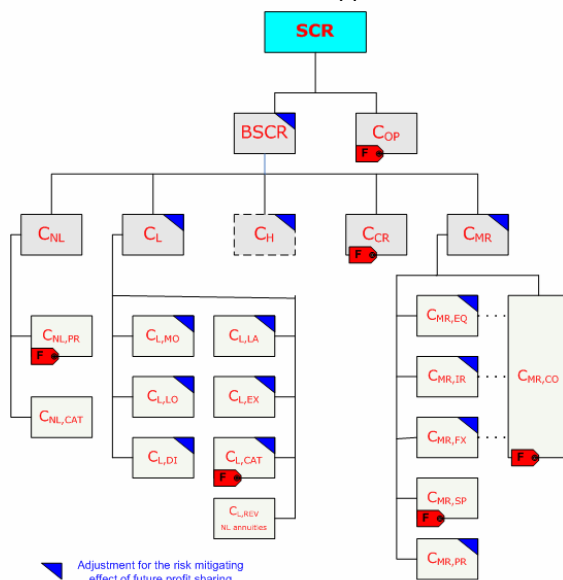 SCR
BSCR
COP
F
CNL
CL
CH
CCR
CMR
F
CNL,PR
F
CL,MO
CL,LA
CMR,EQ
CMR,CO
CNL,CAT
CL,LO
CL,EX
CMR,IR
CL,DI
CL,CAT
F
CMR,FX
F
CL,REV
NL annuities
CMR,SP
F
CMR,PR
Adjustment for the risk mitigating
effect of future profit sharing